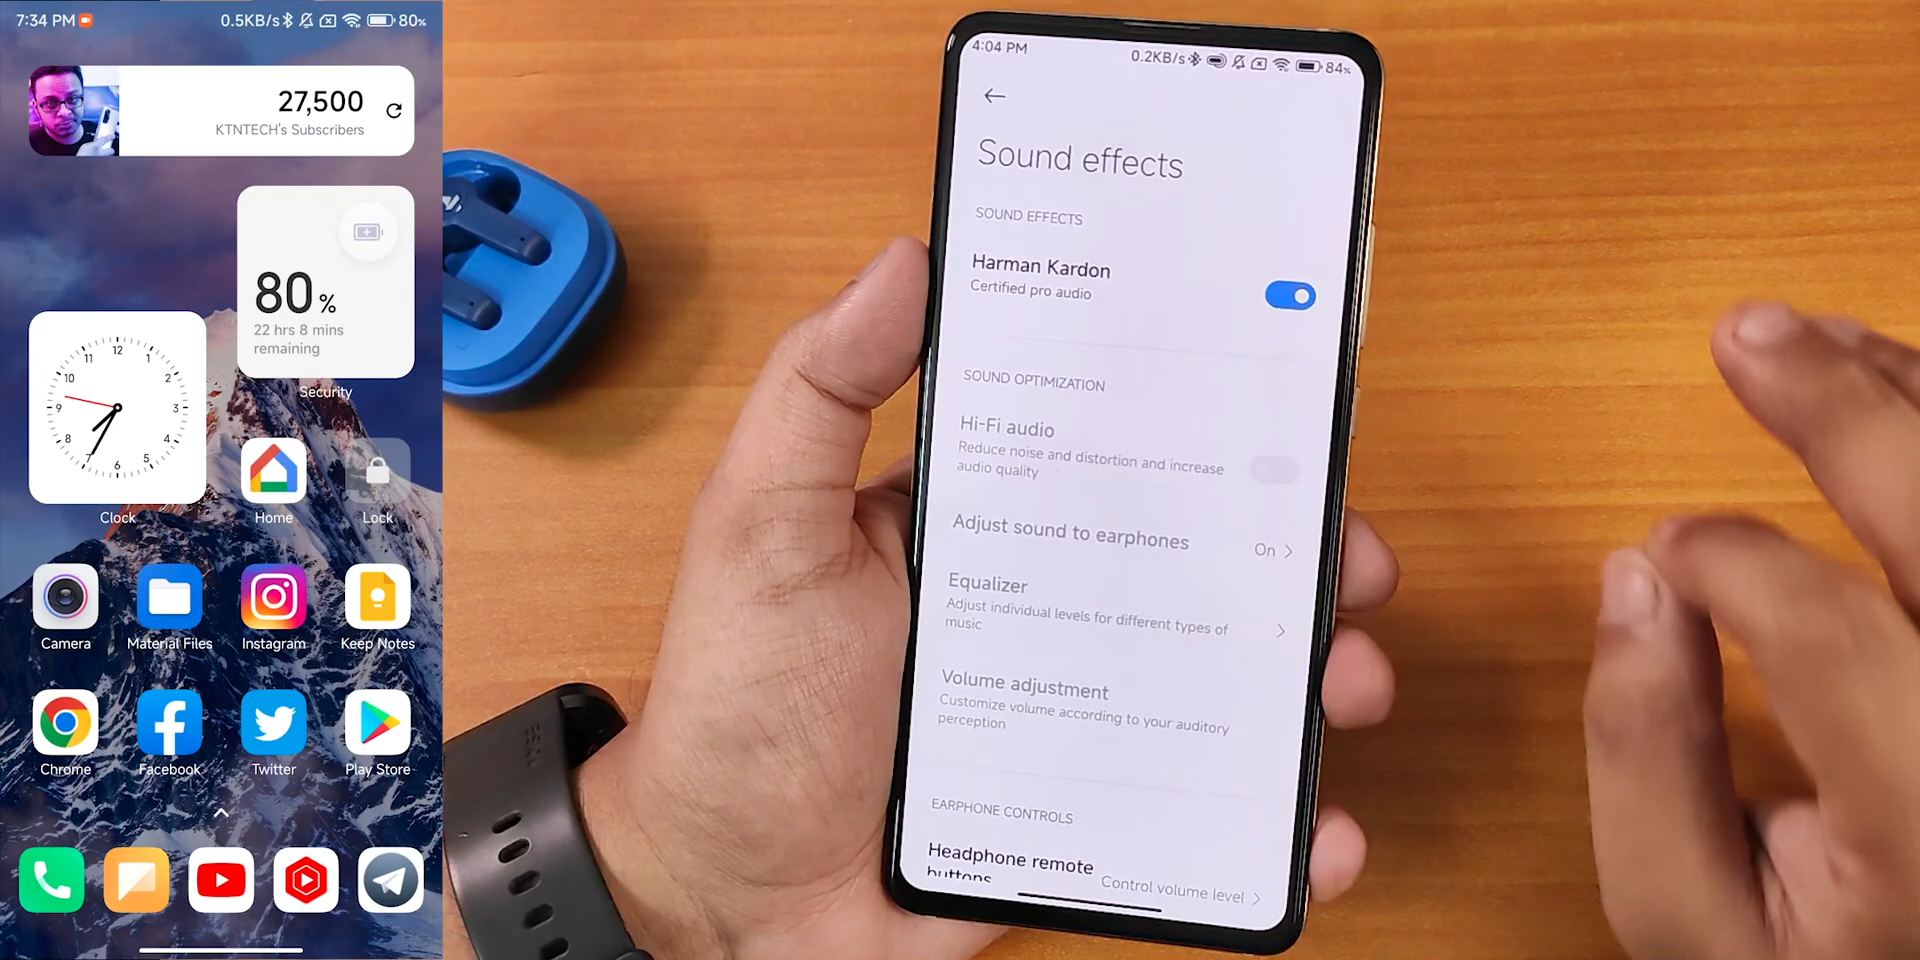 7:34 PM
0.5KB/s
80%
27,500
KTNTECH's Subscribers
80 %
22 hrs 8 mins
remaining
Security
12
1
2
3
4
5
6
7
8
9
10
11
Clock
Home
Lock
Camera
Material Files
Instagram
Keep Notes
Chrome
Facebook
Twitter
Play Store
4:04 PM
0.2KB/s
84%
Sound effects
SOUND EFFECTS
Harman Kardon
Certified pro audio
SOUND OPTIMIZATION
Hi-Fi audio
Reduce noise and distortion and increase
audio quality
Adjust sound to earphones
On
Equalizer
Adjust individual levels for different types of
music
Volume adjustment
Customize volume according to your auditory
perception
EARPHONE CONTROLS
Headphone remote
buttons
Control volume level